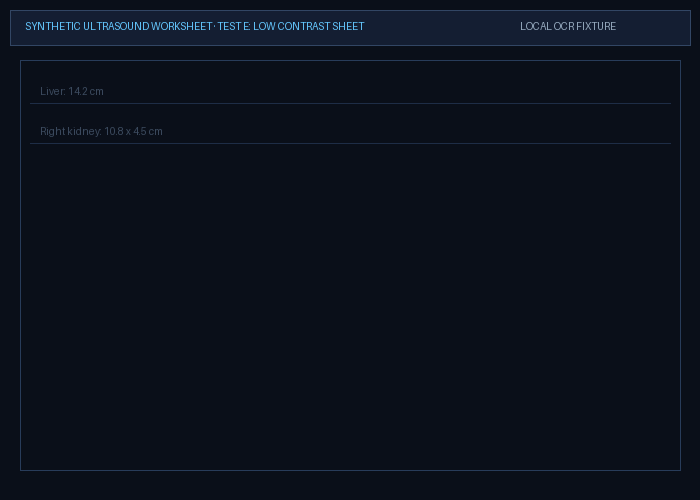 SYNTHETIC ULTRASOUND WORKSHEET · TEST E: LOW CONTRAST SHEET
LOCAL OCR FIXTURE
Liver: 14.2 cm
Right kidney: 10.8 x 4.5 cm